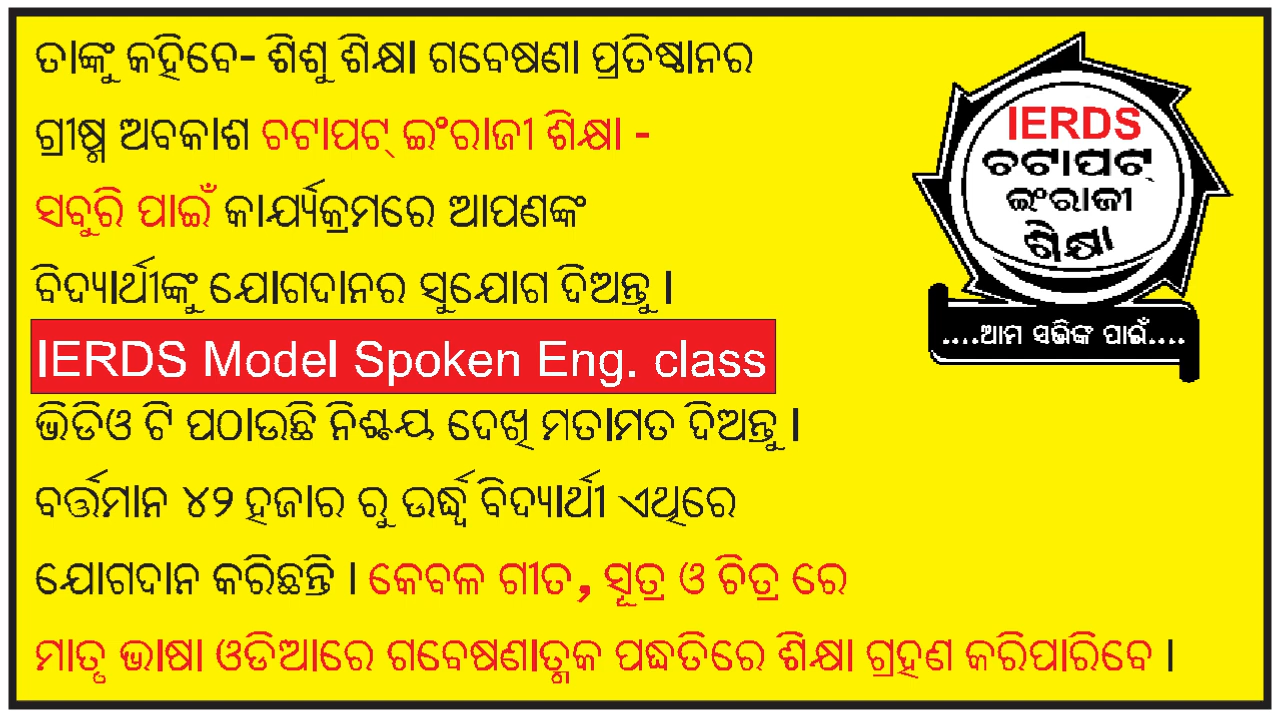 ତାଙ୍କୁ କହିବେ- ଶିଶୁ ଶିକ୍ଷା ଗବେଷଣା ପ୍ରତିଷ୍ଠାନର
ଗ୍ରୀଷ୍ମ ଅବକାଶ ଚଟାପଟ୍ ଇଂରାଜୀ ଶିକ୍ଷା -
ସବୁରି ପାଇଁ କାର୍ଯ୍ୟକ୍ରମରେ ଆପଣଙ୍କ
ବିଦ୍ୟାର୍ଥୀଙ୍କୁ ଯୋଗଦାନର ସୁଯୋଗ ଦିଅନ୍ତୁ ।
IERDS Model Spoken Eng. class
ଭିଡିଓ ଟି ପଠାଉଛି ନିଶ୍ଚୟ ଦେଖି ମତାମତ ଦିଅନ୍ତୁ ।
ବର୍ତ୍ତମାନ ୪୨ ହଜାର ରୁ ଉର୍ଦ୍ଧ୍ୱ ବିଦ୍ୟାର୍ଥୀ ଏଥିରେ
ଯୋଗଦାନ କରିଛନ୍ତି । କେବଳ ଗୀତ, ସୂତ୍ର ଓ ଚିତ୍ର ରେ
ମାତୃ ଭାଷା ଓଡିଆରେ ଗବେଷଣାତ୍ମକ ପଦ୍ଧତିରେ ଶିକ୍ଷା ଗ୍ରହଣ କରିପାରିବେ ।
IERDS
ଚଟାପଟ୍
ଇଂରାଜୀ
ଶିକ୍ଷା
....ଆମ ସଭିଙ୍କ ପାଇଁ....